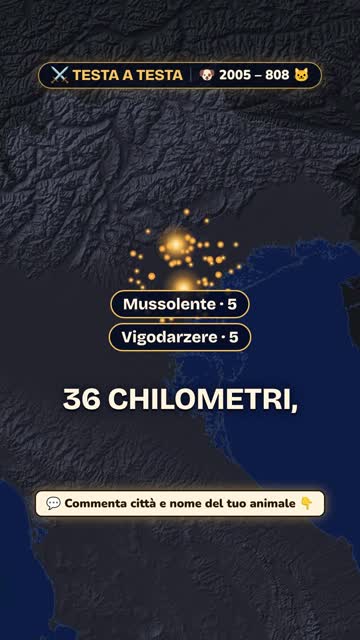 ⚔️ TESTA A TESTA | 🐶 2005 – 808 🐱
Mussolente · 5
Vigodarzere · 5
36 CHILOMETRI,
💬 Commenta città e nome del tuo animale 👇